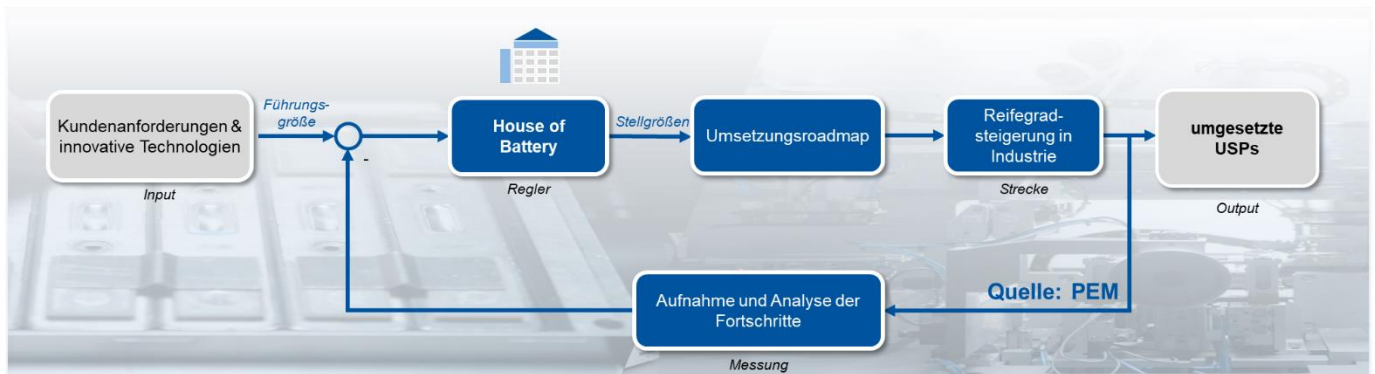 Kundenanforderungen &
innovative Technologien
Input
Führungs-
größe
-
House of
Battery
Regler
Stellgrößen
Umsetzungsroadmap
Reifegrad-
steigerung in
Industrie
Strecke
umgesetzte
USPs
Output
Quelle: PEM
Aufnahme und Analyse der
Fortschritte
Messung